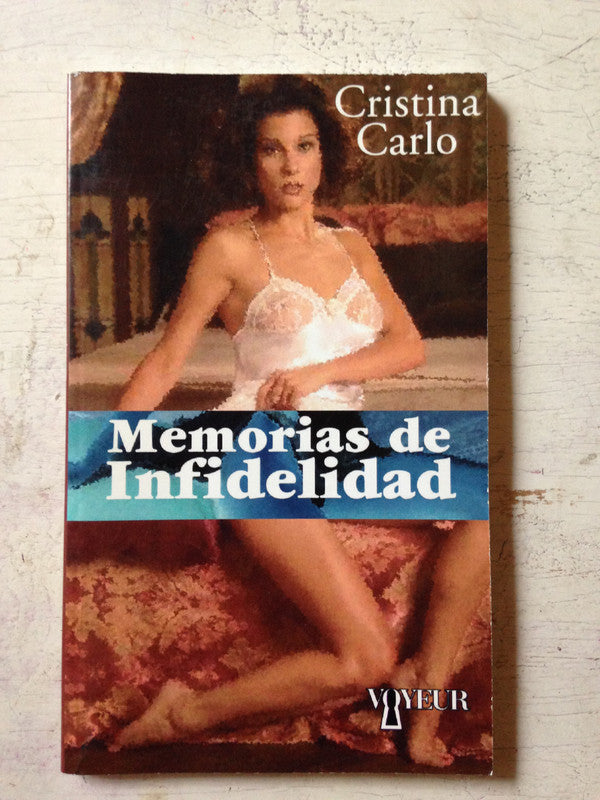 Cristina
Carlo
Memorias de
Infidelidad
VOYEUR